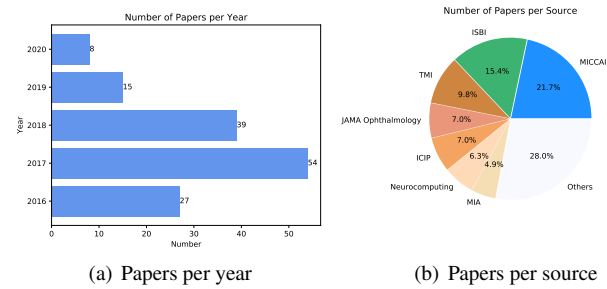 Number of Papers per Year
2020
8
2019
15
2018
39
2017
54
2016
27
Year
0 10 20 30 40 50
Number
(a) Papers per year
Number of Papers per Source
ISBI
MICCAI
15.4%
21.7%
TMI
9.8%
JAMA Ophthalmology
7.0%
7.0%
ICIP
6.3%
4.9%
28.0%
Neurocomputing
Others
MIA
(b) Papers per source